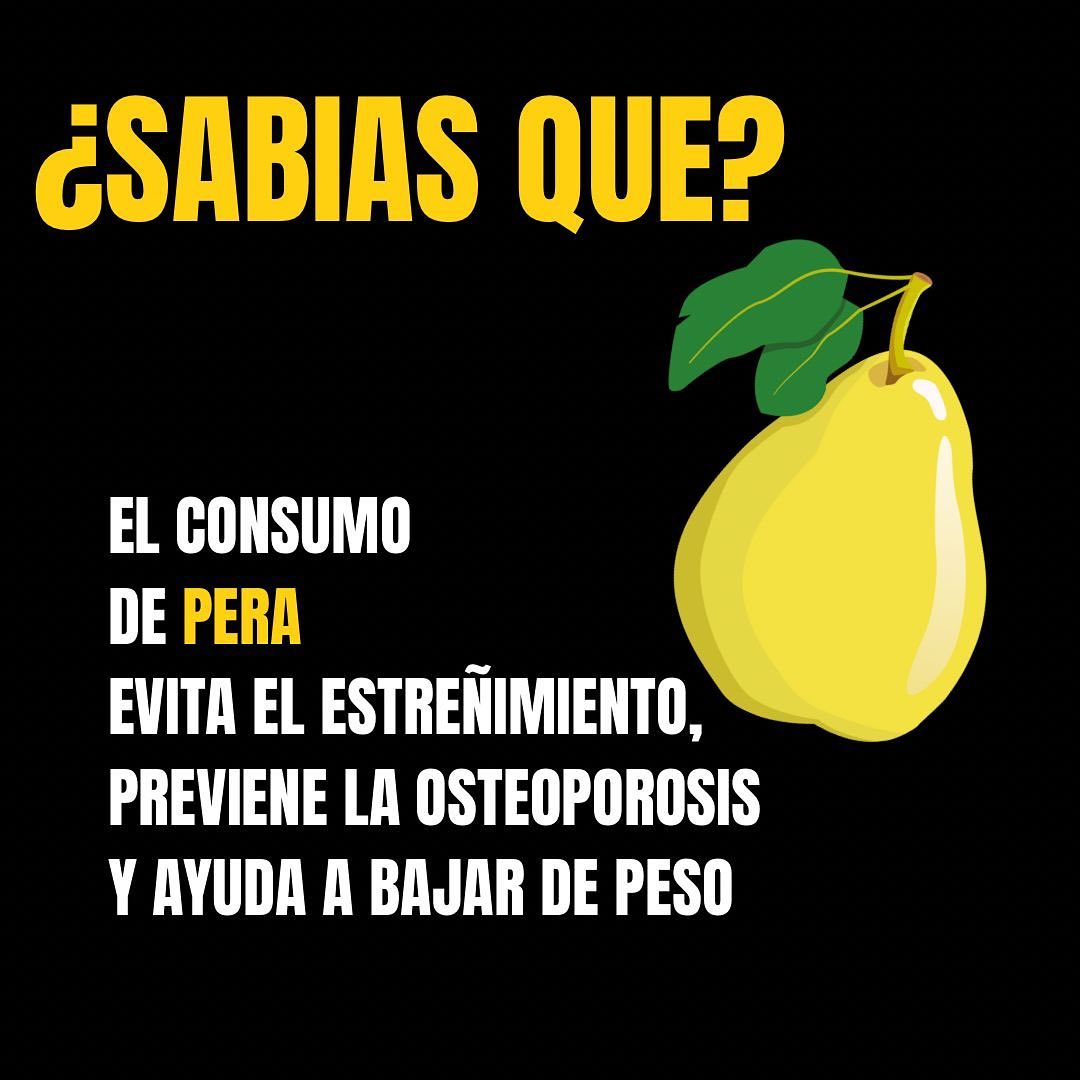 ¿SABIAS QUE?
EL CONSUMO
DE PERA
EVITA EL ESTREÑIMIENTO,
PREVIENE LA OSTEOPOROSIS
Y AYUDA A BAJAR DE PESO